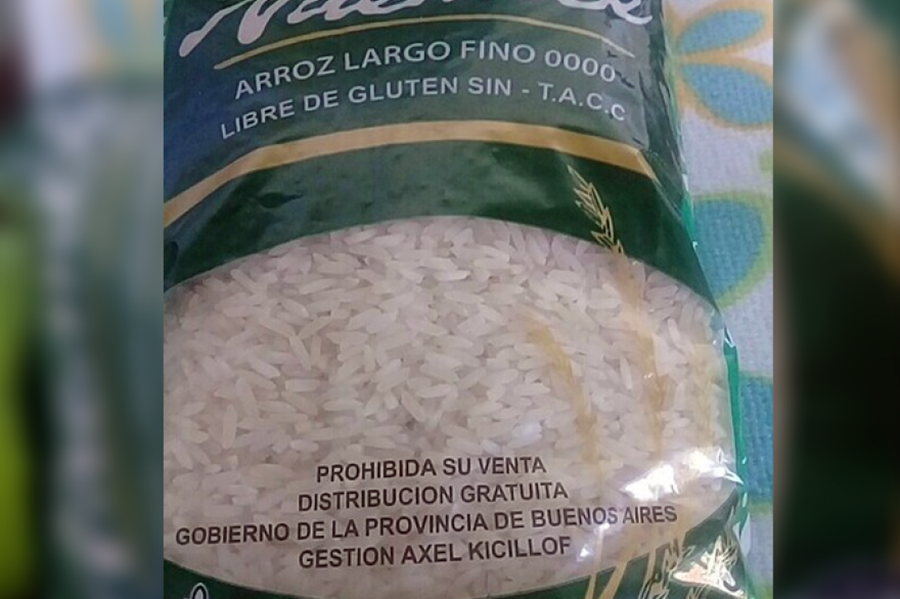 ARROZ LARGO FINO 0000
LIBRE DE GLUTEN SIN - T.A.C.C
PROHIBIDA SU VENTA
DISTRIBUCION GRATUITA
GOBIERNO DE LA PROVINCIA DE BUENOS AIRES
GESTION AXEL KICILLOF